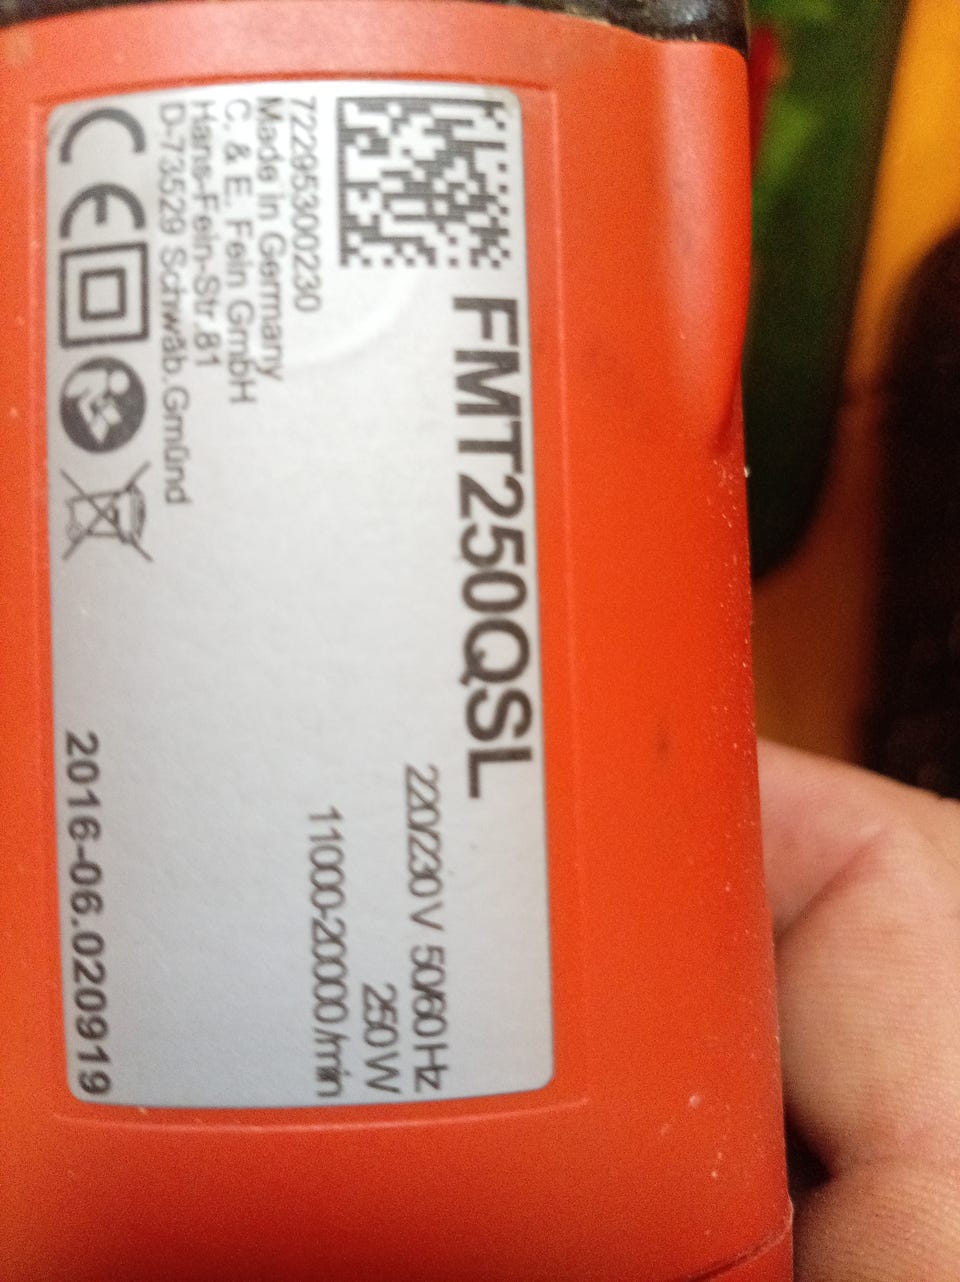 FMT250QSL
220/230 V 50/60 Hz
250 W
11000-20000 /min
72295300230
Made in Germany
C. & E. Fein GmbH
Hans-Fein-Str.81
D-73529 Schwäb.Gmünd
CE
2016-06.020919